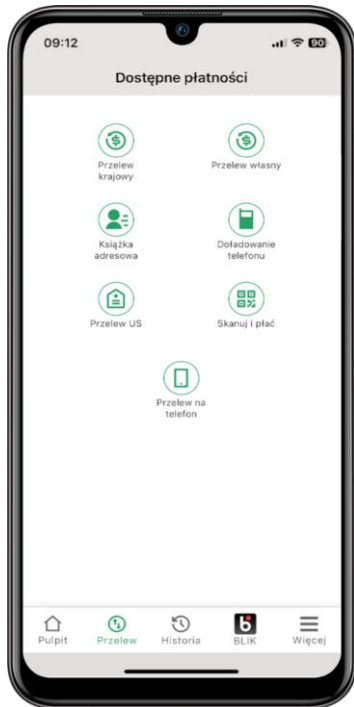 09:12
90
Dostępne płatności
Przelew
krajowy
Przelew własny
Książka
adresowa
Doładowanie
telefonu
Przelew US
Skanuj i płać
Przelew na
telefon
Pulpit
Przelew
Historia
BLIK
Więcej